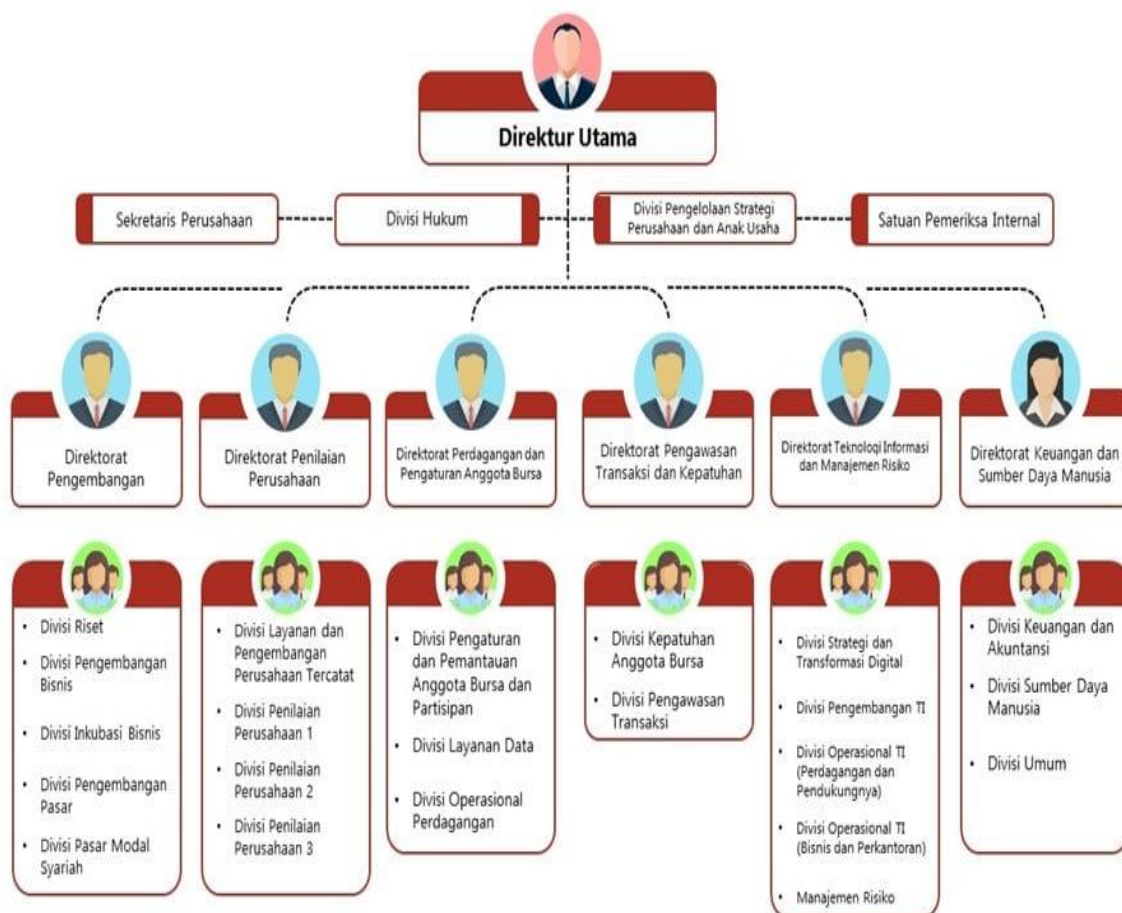 Direktur Utama
Sekretaris Perusahaan
Divisi Hukum
Divisi Pengelolaan Strategi
Perusahaan dan Anak Usaha
Satuan Pemeriksa Internal
Direktorat
Pengembangan
Direktorat Penilaian
Perusahaan
Direktorat Perdagangan dan
Pengaturan Anggota Bursa
Direktorat Pengawasan
Transaksi dan Kepatuhan
Direktorat Teknologi Informasi
dan Manajemen Risiko
Direktorat Keuangan dan
Sumber Daya Manusia
• Divisi Riset
• Divisi Pengembangan
Bisnis
• Divisi Inkubasi Bisnis
• Divisi Pengembangan
Pasar
• Divisi Pasar Modal
Syariah
• Divisi Layanan dan
Pengembangan
Perusahaan Tercatat
• Divisi Penilaian
Perusahaan 1
• Divisi Penilaian
Perusahaan 2
• Divisi Penilaian
Perusahaan 3
• Divisi Pengaturan
dan Pemantauan
Anggota Bursa dan
Partisipan
• Divisi Layanan Data
• Divisi Operasional
Perdagangan
• Divisi Kepatuhan
Anggota Bursa
• Divisi Pengawasan
Transaksi
• Divisi Strategi dan
Transformasi Digital
• Divisi Pengembangan TI
• Divisi Operasional TI
(Perdagangan dan
Pendukungnya)
• Divisi Operasional TI
(Bisnis dan Perkantoran)
• Manajemen Risiko
• Divisi Keuangan dan
Akuntansi
• Divisi Sumber Daya
Manusia
• Divisi Umum